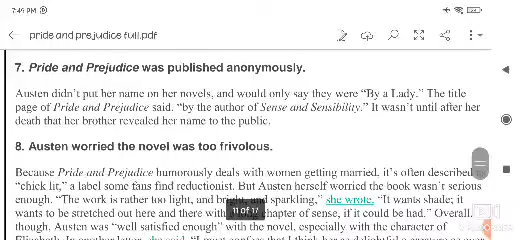 7:49 PM
pride and prejudice full.pdf
7. Pride and Prejudice was published anonymously.
Austen didn't put her name on her novels, and would only say they were "By a Lady." The title
page of Pride and Prejudice said, "by the author of Sense and Sensibility." It wasn't until after her
death that her brother revealed her name to the public.
8. Austen worried the novel was too frivolous.
Because Pride and Prejudice humorously deals with women getting married, it's often described as
"chick lit," a label some fans find reductionist. But Austen herself worried the book wasn't serious
enough. "The work is rather too light, and bright, and sparkling," she wrote. "It wants shade; it
wants to be stretched out here and there with chapter of sense, if it could be had." Overall,
11 of 17
though, Austen was "well satisfied enough" with the novel, especially with the character of